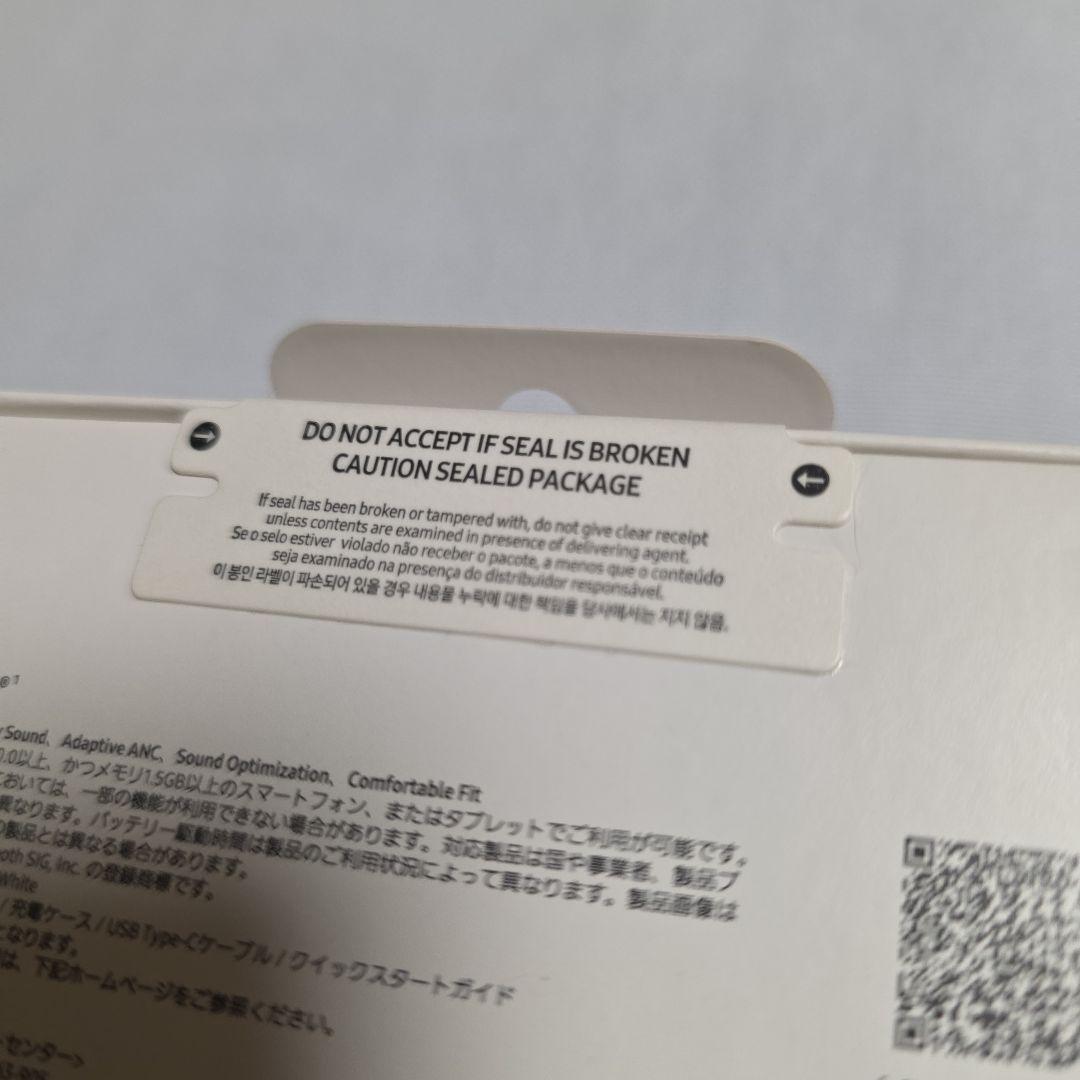 DO NOT ACCEPT IF SEAL IS BROKEN
CAUTION SEALED PACKAGE
If seal has been broken or tampered with, do not give clear receipt
unless contents are examined in presence of delivering agent.
Se o selo estiver violado não receber o pacote, a menos que o conteúdo
seja examinado na presença do distribuidor responsável.
이 봉인 라벨이 파손되어 있을 경우 내용물 누락에 대한 책임을 당사에서는 지지 않음.
®1
Sound、Adaptive ANC、Sound Optimization、Comfortable Fit
0.0以上、かつメモリ1.5GB以上のスマートフォン、またはタブレットでご利用が可能です。
おいては、一部の機能が利用できない場合があります。対応製品は国や事業者、製品ブ
異なります。バッテリー駆動時間は製品のご利用状況によって異なります。製品画像は
の製品とは異なる場合があります。
ooth SIG, Inc. の登録商標です。
White
/ 充電ケース / USB Type-Cケーブル / クイックスタートガイド
となります。
は、下記ホームページをご参照ください。
センター>